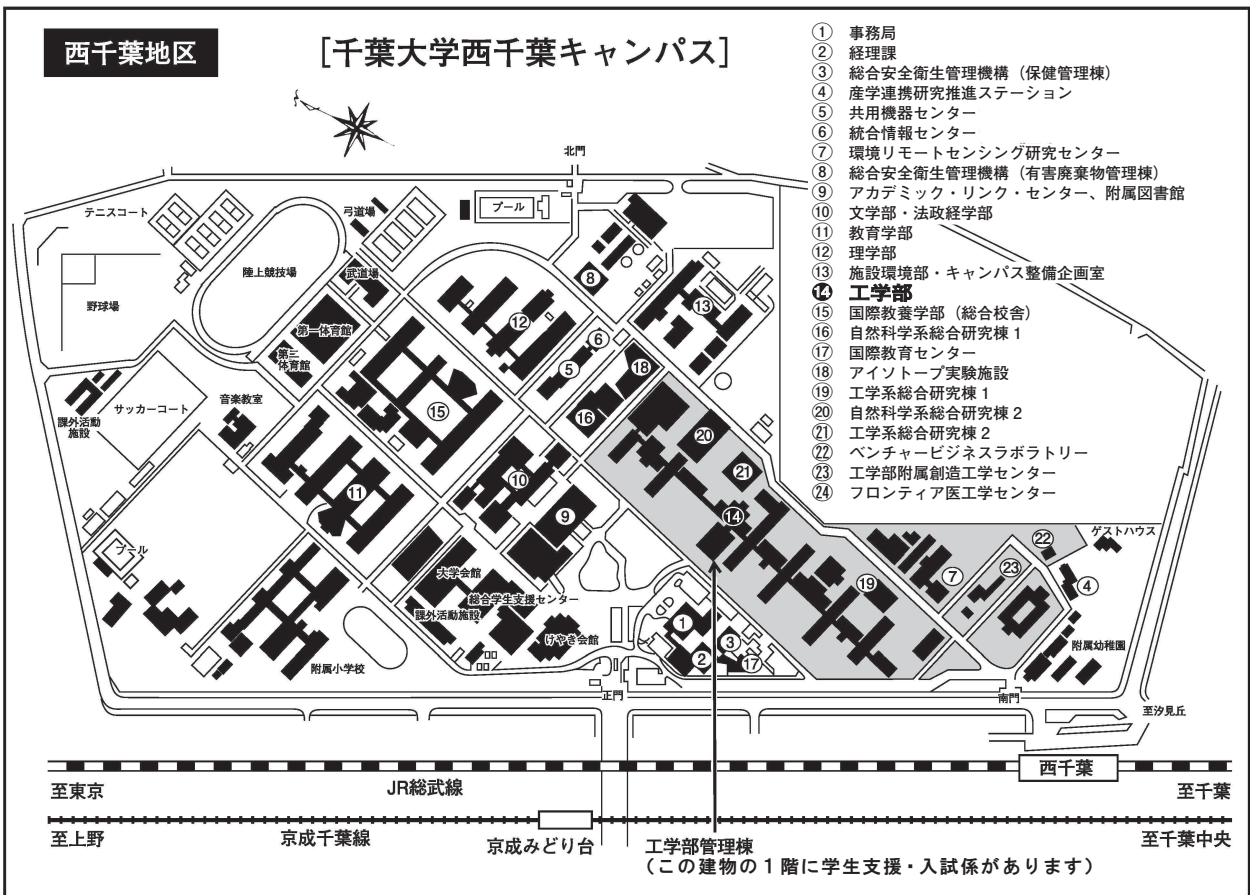 西千葉地区
[千葉大学西千葉キャンパス]
① 事務局
② 経理課
③ 総合安全衛生管理機構（保健管理棟）
④ 産学連携研究推進ステーション
⑤ 共用機器センター
⑥ 統合情報センター
⑦ 環境リモートセンシング研究センター
⑧ 総合安全衛生管理機構（有害廃棄物管理棟）
⑨ アカデミック・リンク・センター、附属図書館
⑩ 文学部・法政経学部
⑪ 教育学部
⑫ 理学部
⑬ 施設環境部・キャンパス整備企画室
⓮ 工学部
⑮ 国際教養学部（総合校舎）
⑯ 自然科学系総合研究棟1
⑰ 国際教育センター
⑱ アイソトープ実験施設
⑲ 工学系総合研究棟1
⑳ 自然科学系総合研究棟2
㉑ 工学系総合研究棟2
㉒ ベンチャービジネスラボラトリー
㉓ 工学部附属創造工学センター
㉔ フロンティア医工学センター
北門
テニスコート
弓道場
プール
陸上競技場
武道場
⑧
野球場
⑬
第一体育館
⑫
⑥
第二
体育館
⑤
⑱
課外活動
施設
サッカーコート
音楽教室
⑮
⑯
⑳
㉑
⑪
⑩
⑨
⓮
㉒
ゲストハウス
プール
大学会館
⑦
㉓
④
総合学生支援センター
課外活動施設
⑲
けやき会館
①
③
②
⑰
附属小学校
附属幼稚園
正門
南門
至汐見丘
西千葉
至東京
JR総武線
至千葉
至上野
京成千葉線
京成みどり台
工学部管理棟
（この建物の1階に学生支援・入試係があります）
至千葉中央